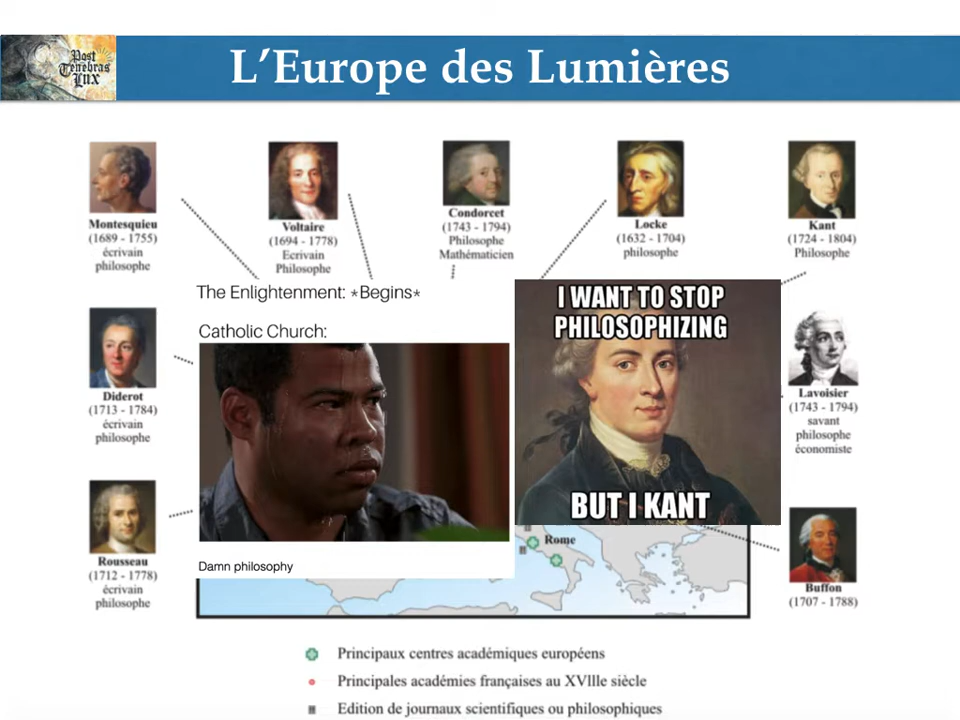 Post
Tenebras
Lux
L'Europe des Lumières
Montesquieu
(1689 - 1755)
écrivain
philosophe
Voltaire
(1694 - 1778)
Ecrivain
Philosophe
Condorcet
(1743 - 1794)
Philosophe
Mathématicien
Locke
(1632 - 1704)
philosophe
Kant
(1724 - 1804)
Philosophe
The Enlightenment: *Begins*
Catholic Church:
Damn philosophy
I WANT TO STOP
PHILOSOPHIZING
BUT I KANT
Diderot
(1713 - 1784)
écrivain
philosophe
Lavoisier
(1743 - 1794)
savant
philosophe
économiste
Rousseau
(1712 - 1778)
écrivain
philosophe
Rome
Buffon
(1707 - 1788)
Principaux centres académiques européens
Principales académies françaises au XVIIIe siècle
Edition de journaux scientifiques ou philosophiques